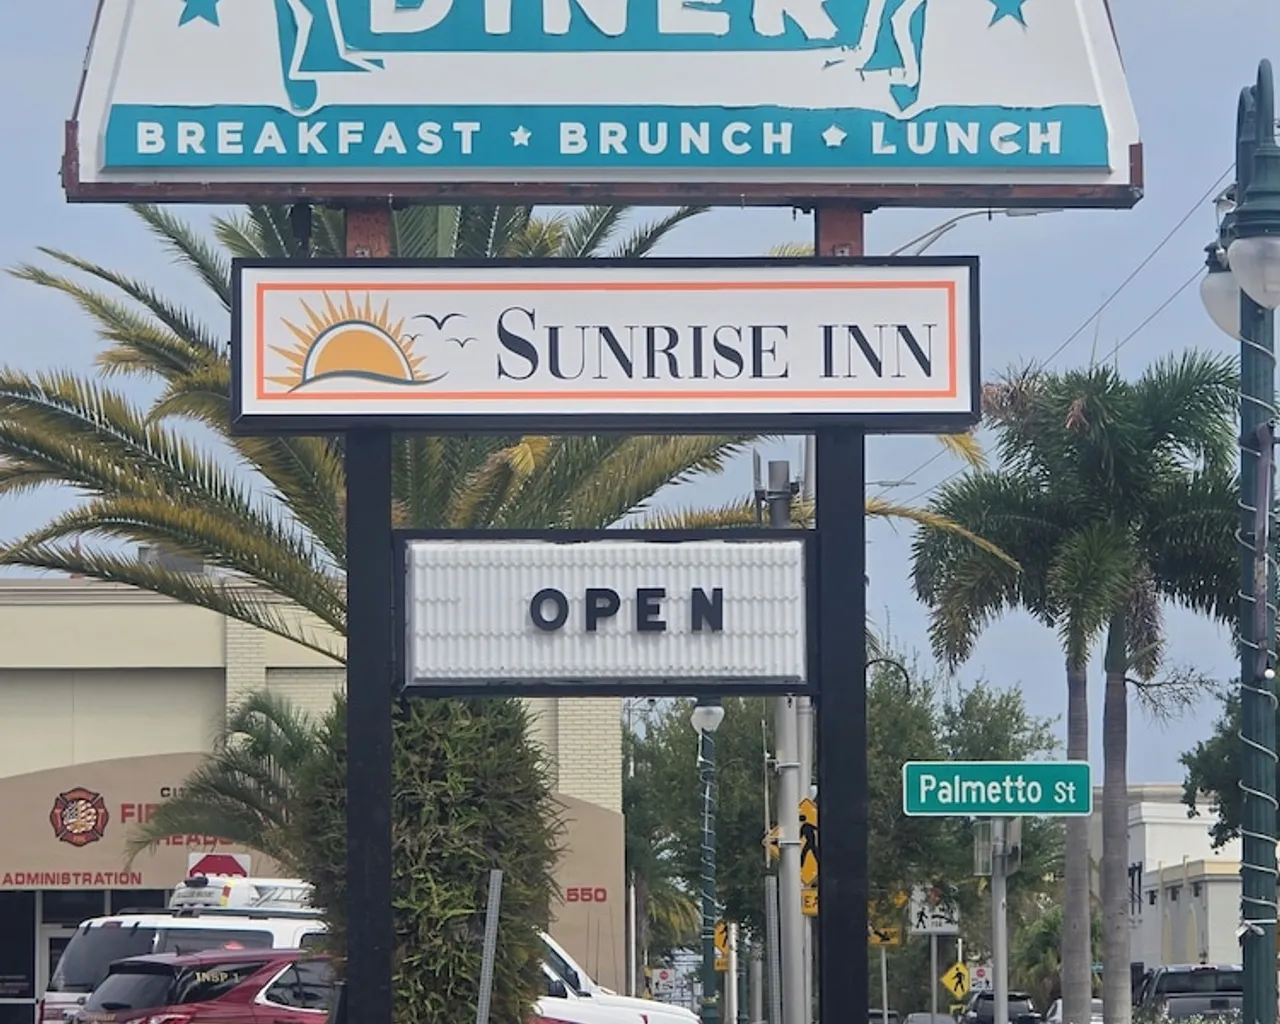 DINER
BREAKFAST ★ BRUNCH ★ LUNCH
SUNRISE INN
OPEN
Palmetto St
ADMINISTRATION
550
INSP 1